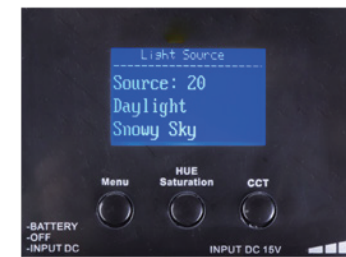 Light Source
Source: 20
Daylight
Snowy Sky
Menu
HUE
Saturation
CCT
-BATTERY
-OFF
-INPUT DC
INPUT DC 15V